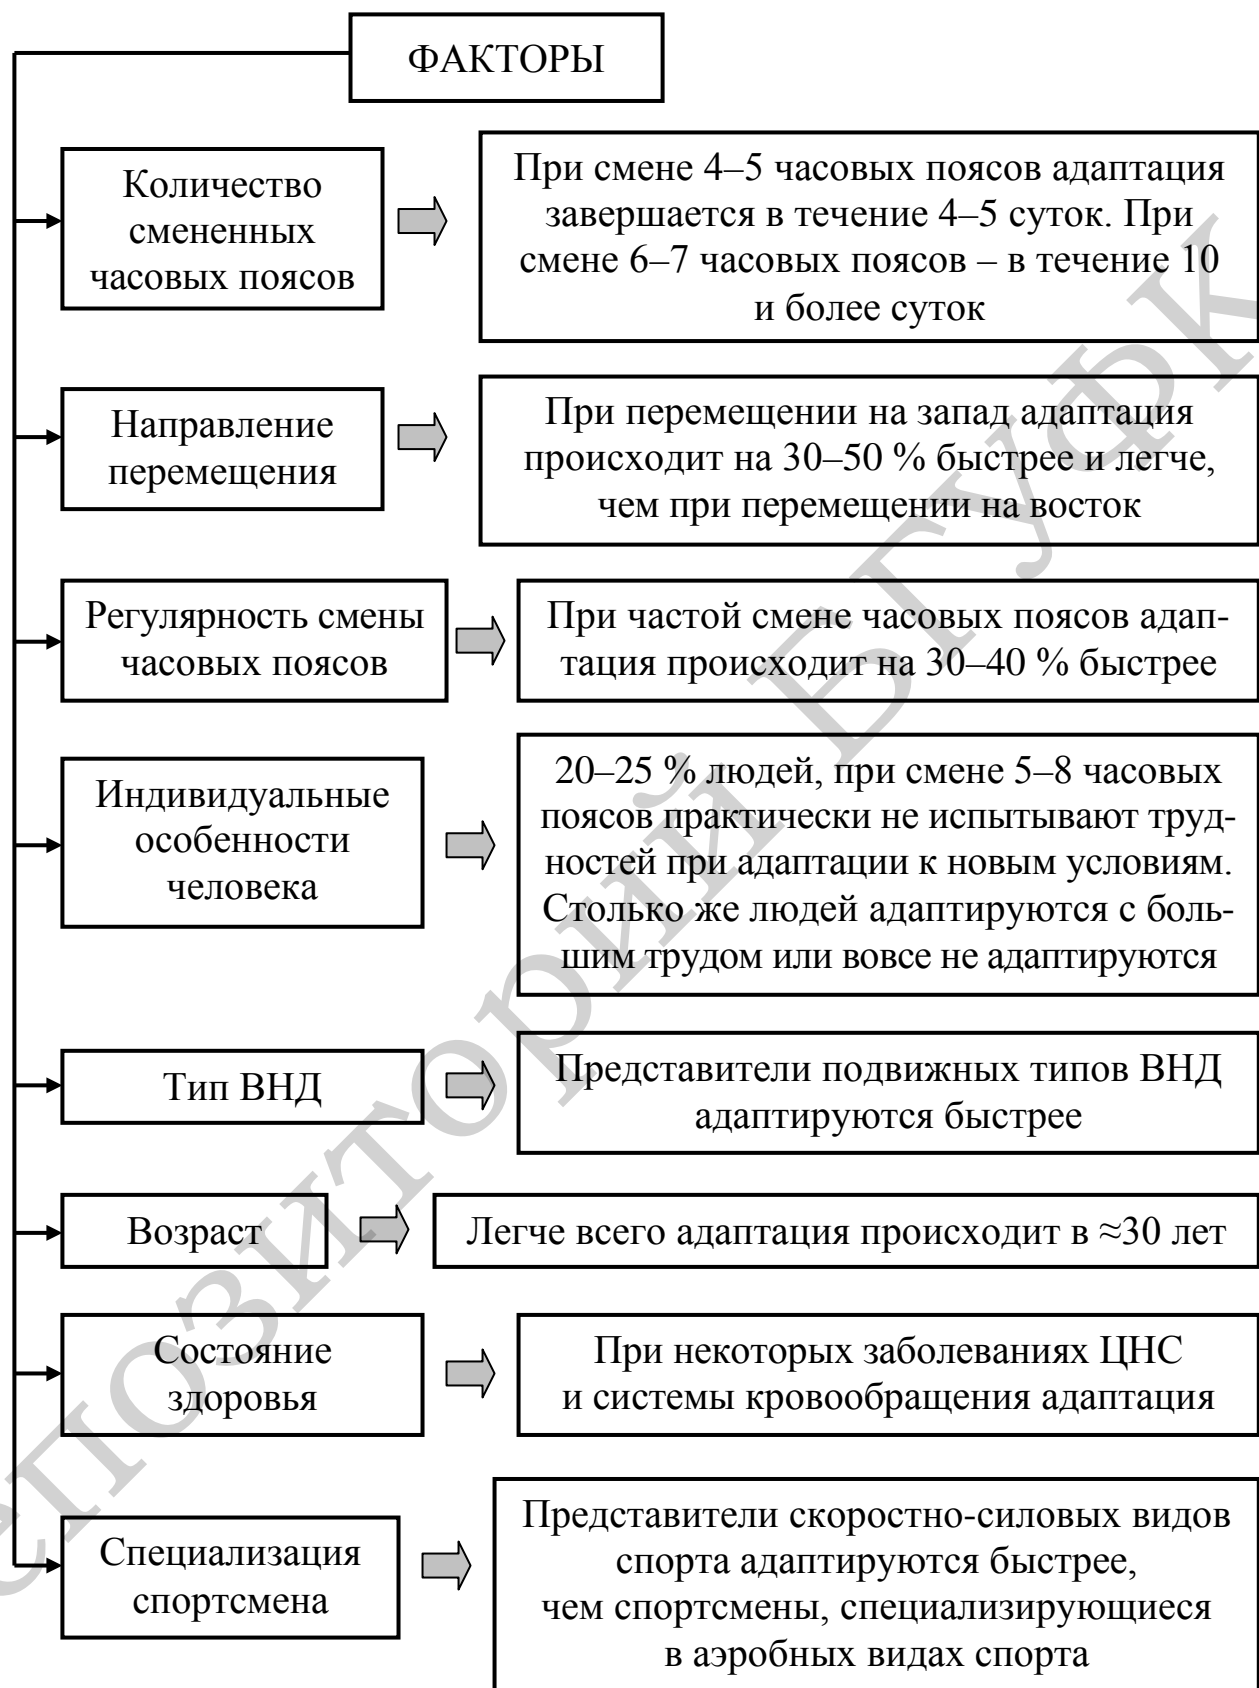 ФАКТОРЫ
Количество
смененных
часовых поясов
При смене 4–5 часовых поясов адаптация
завершается в течение 4–5 суток. При
смене 6–7 часовых поясов – в течение 10
и более суток
Направление
перемещения
При перемещении на запад адаптация
происходит на 30–50 % быстрее и легче,
чем при перемещении на восток
Регулярность смены
часовых поясов
При частой смене часовых поясов адап-
тация происходит на 30–40 % быстрее
Индивидуальные
особенности
человека
20–25 % людей, при смене 5–8 часовых
поясов практически не испытывают труд-
ностей при адаптации к новым условиям.
Столько же людей адаптируются с боль-
шим трудом или вовсе не адаптируются
Тип ВНД
Представители подвижных типов ВНД
адаптируются быстрее
Возраст
Легче всего адаптация происходит в ≈30 лет
Состояние
здоровья
При некоторых заболеваниях ЦНС
и системы кровообращения адаптация
Специализация
спортсмена
Представители скоростно-силовых видов
спорта адаптируются быстрее,
чем спортсмены, специализирующиеся
в аэробных видах спорта
епозиторий БГУФК